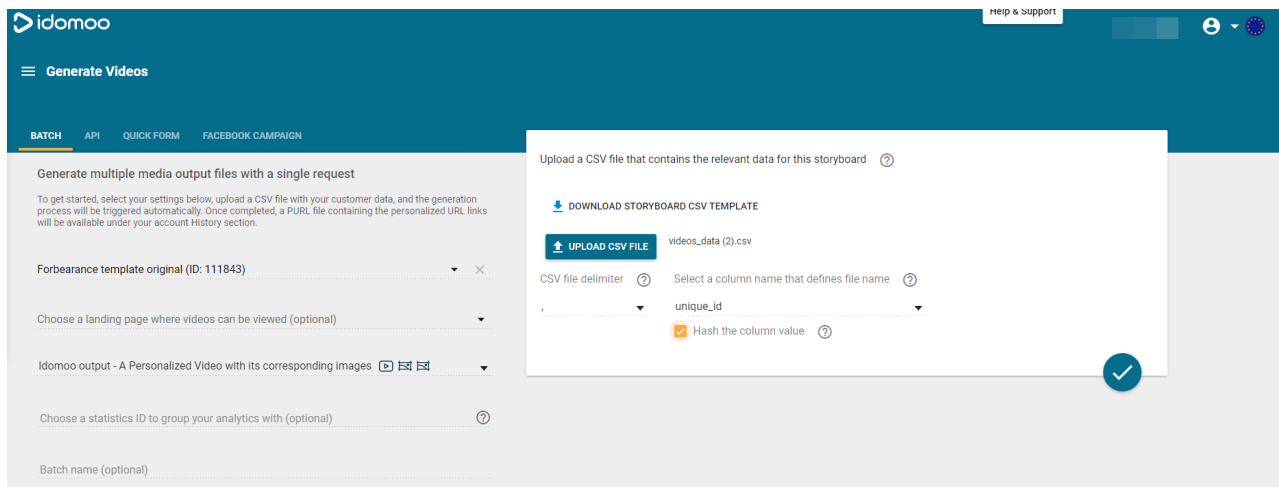 idomoo
Help & Support
Generate Videos
BATCH API QUICK FORM FACEBOOK CAMPAIGN
Generate multiple media output files with a single request
To get started, select your settings below, upload a CSV file with your customer data, and the generation
process will be triggered automatically. Once completed, a PURL file containing the personalized URL links
will be available under your account History section.
Forbearance template original (ID: 111843)
Choose a landing page where videos can be viewed (optional)
Idomoo output - A Personalized Video with its corresponding images
Choose a statistics ID to group your analytics with (optional)
Batch name (optional)
Upload a CSV file that contains the relevant data for this storyboard
DOWNLOAD STORYBOARD CSV TEMPLATE
UPLOAD CSV FILE videos_data (2).csv
CSV file delimiter Select a column name that defines file name
, unique_id
Hash the column value